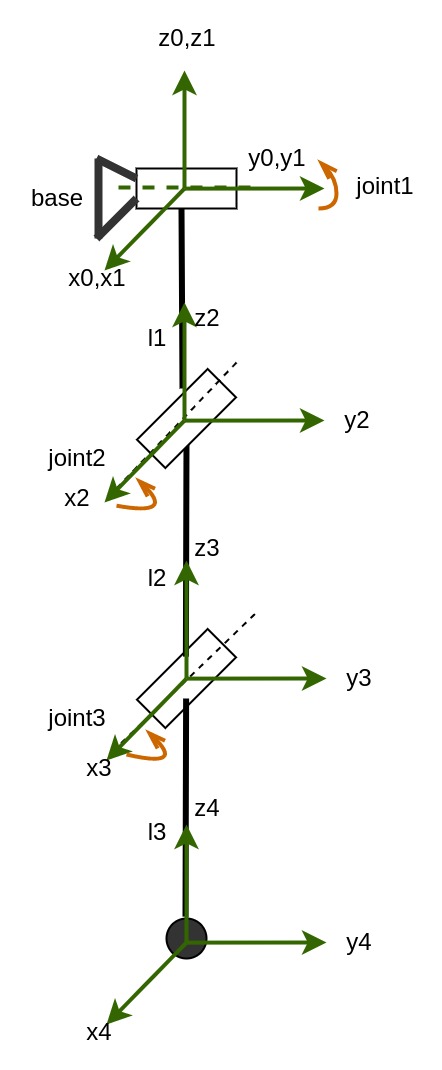 z0,z1
y0,y1
joint1
base
x0,x1
z2
l1
y2
joint2
x2
z3
l2
y3
joint3
x3
z4
l3
y4
x4